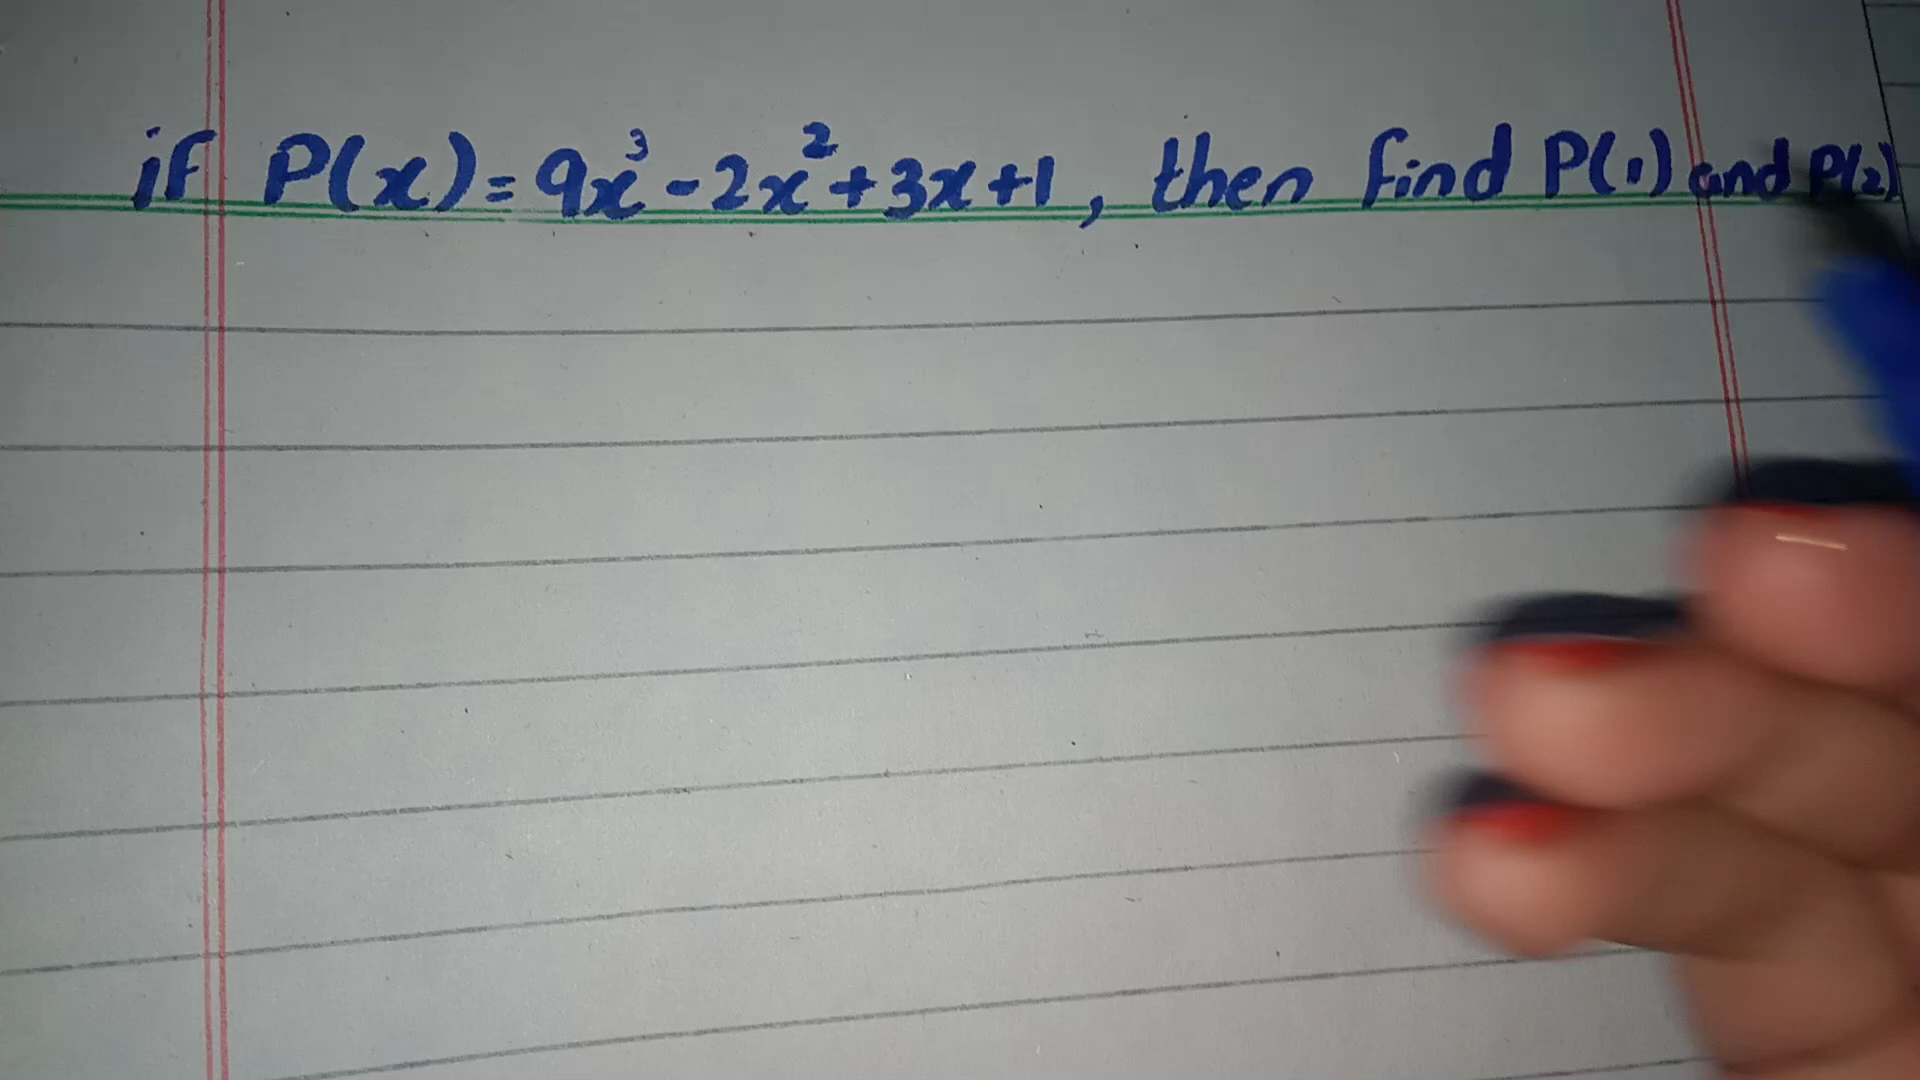 if P(x)=9x³-2x²+3x+1, then find P(1) and P(2)